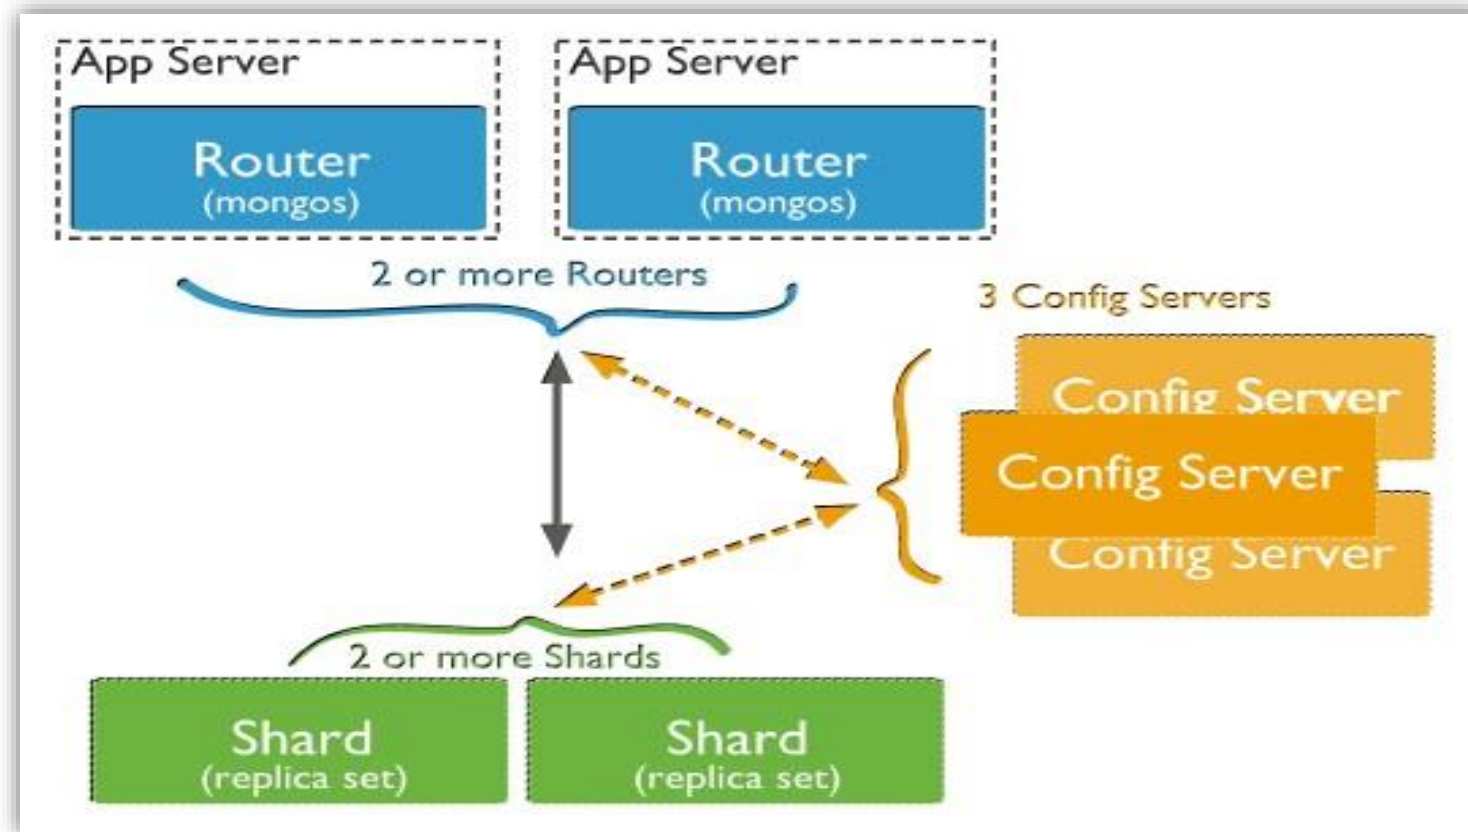 App Server
App Server
Router
(mongos)
Router
(mongos)
2 or more Routers
3 Config Servers
Config Server
Config Server
Config Server
2 or more Shards
Shard
(replica set)
Shard
(replica set)